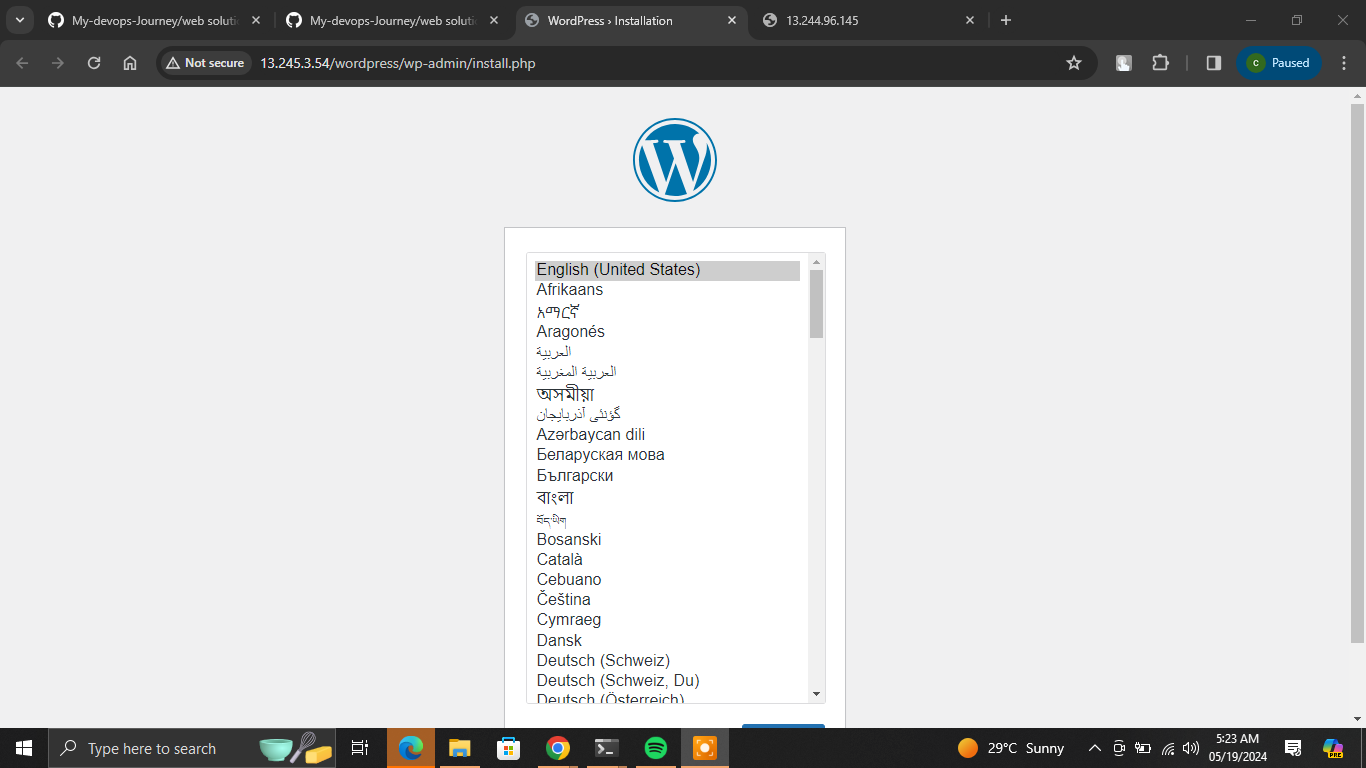 My-devops-Journey/web soluti
My-devops-Journey/web soluti
WordPress › Installation
13.244.96.145
Not secure
13.245.3.54/wordpress/wp-admin/install.php
c
Paused
W
English (United States)
Afrikaans
አማርኛ
Aragonés
العربية
العربية المغربية
অসমীয়া
گؤنئی آذربایجان
Azərbaycan dili
Беларуская мова
Български
বাংলা
བོད་ཡིག
Bosanski
Català
Cebuano
Čeština
Cymraeg
Dansk
Deutsch (Schweiz)
Deutsch (Schweiz, Du)
Deutsch (Österreich)
Type here to search
29°C Sunny
5:23 AM
05/19/2024
PRE